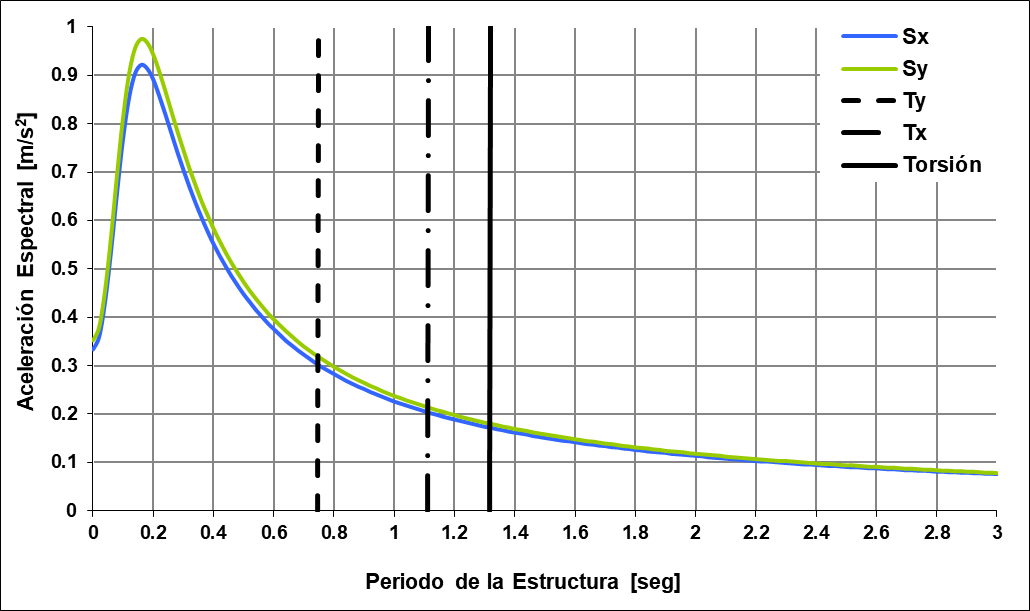 1
0.9
0.8
0.7
0.6
0.5
0.4
0.3
0.2
0.1
0
Aceleración Espectral [m/s²]
Sx
Sy
Ty
Tx
Torsión
0 0.2 0.4 0.6 0.8 1 1.2 1.4 1.6 1.8 2 2.2 2.4 2.6 2.8 3
Periodo de la Estructura [seg]